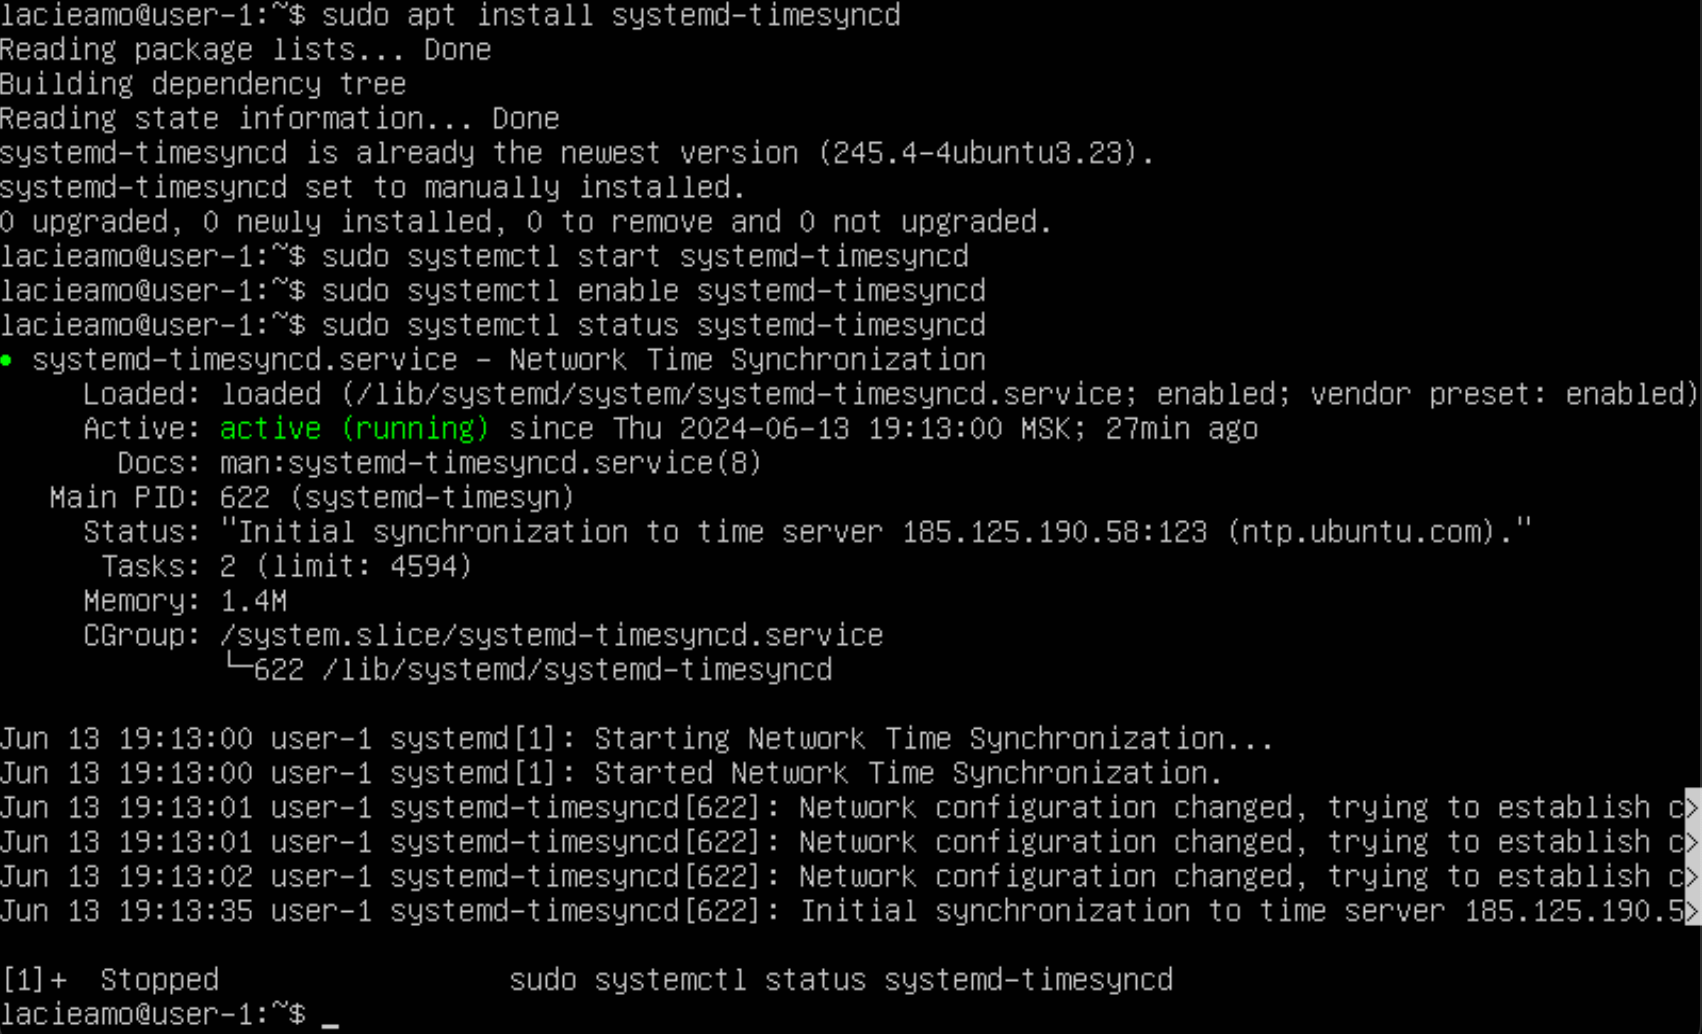 lacieamo@user-1:~$ sudo apt install systemd-timesyncd
Reading package lists... Done
Building dependency tree
Reading state information... Done
systemd-timesyncd is already the newest version (245.4-4ubuntu3.23).
systemd-timesyncd set to manually installed.
0 upgraded, 0 newly installed, 0 to remove and 0 not upgraded.
lacieamo@user-1:~$ sudo systemctl start systemd-timesyncd
lacieamo@user-1:~$ sudo systemctl enable systemd-timesyncd
lacieamo@user-1:~$ sudo systemctl status systemd-timesyncd
● systemd-timesyncd.service - Network Time Synchronization
     Loaded: loaded (/lib/systemd/system/systemd-timesyncd.service; enabled; vendor preset: enabled)
     Active: active (running) since Thu 2024-06-13 19:13:00 MSK; 27min ago
       Docs: man:systemd-timesyncd.service(8)
   Main PID: 622 (systemd-timesyn)
     Status: "Initial synchronization to time server 185.125.190.58:123 (ntp.ubuntu.com)."
      Tasks: 2 (limit: 4594)
     Memory: 1.4M
     CGroup: /system.slice/systemd-timesyncd.service
             └─622 /lib/systemd/systemd-timesyncd
Jun 13 19:13:00 user-1 systemd[1]: Starting Network Time Synchronization...
Jun 13 19:13:00 user-1 systemd[1]: Started Network Time Synchronization.
Jun 13 19:13:01 user-1 systemd-timesyncd[622]: Network configuration changed, trying to establish c>
Jun 13 19:13:01 user-1 systemd-timesyncd[622]: Network configuration changed, trying to establish c>
Jun 13 19:13:02 user-1 systemd-timesyncd[622]: Network configuration changed, trying to establish c>
Jun 13 19:13:35 user-1 systemd-timesyncd[622]: Initial synchronization to time server 185.125.190.5>
[1]+  Stopped                 sudo systemctl status systemd-timesyncd
lacieamo@user-1:~$ _